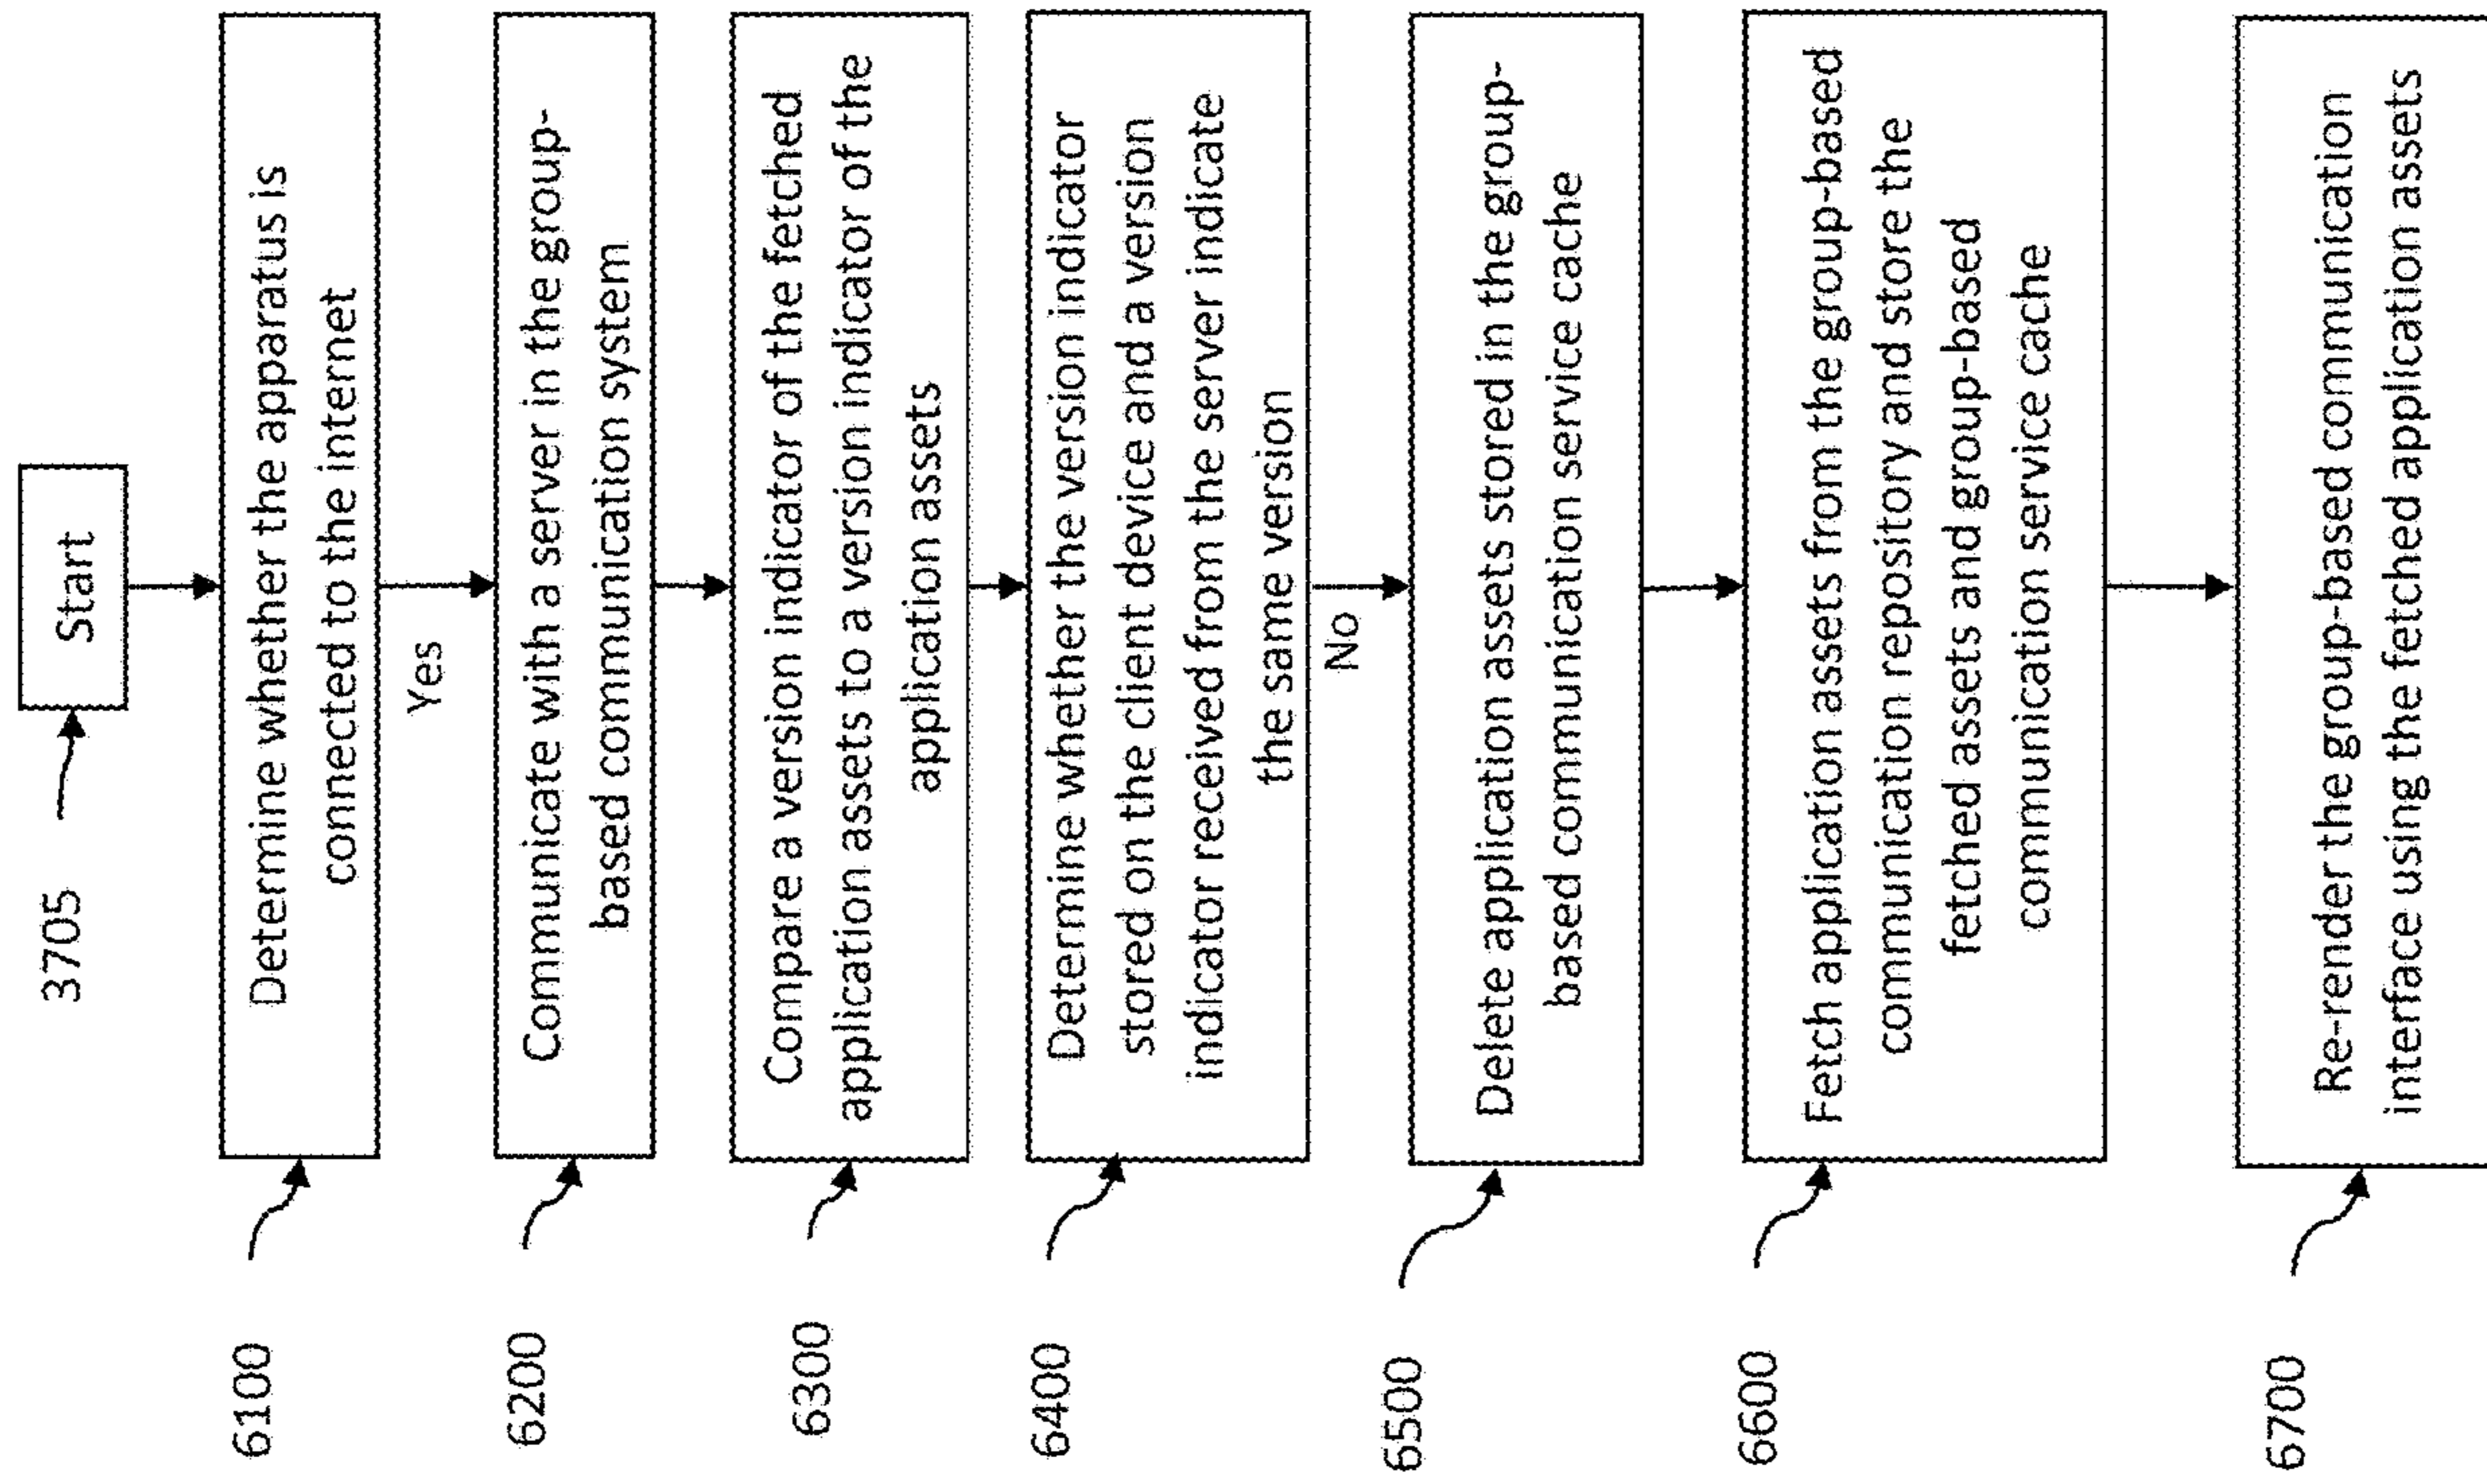 Start
3705
6100
Determine whether the apparatus is
connected to the internet
Yes
6200
Communicate with a server in the group-
based communication system
6300
Compare a version indicator of the fetched
application assets to a version indicator of the
application assets
6400
Determine whether the version indicator
stored on the client device and a version
indicator received from the server indicate
the same version
No
6500
Delete application assets stored in the group-
based communication service cache
6600
Fetch application assets from the group-based
communication repository and store the
fetched assets and group-based
communication service cache
6700
Re-render the group-based communication
interface using the fetched application assets